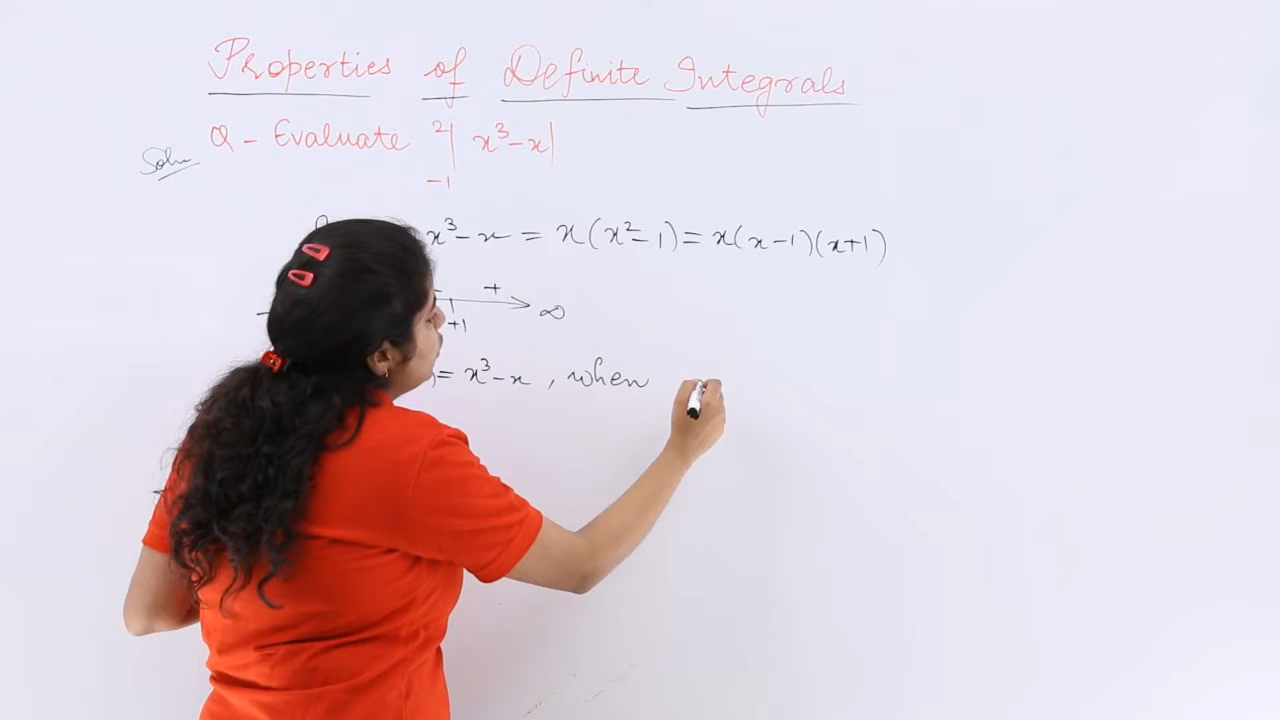 Properties of Definite Integrals
Q - Evaluate 2| x³-x|
-1
Soln
x³-x = x(x²-1) = x(x-1)(x+1)
- + ∞
+1
) = x³-x , when